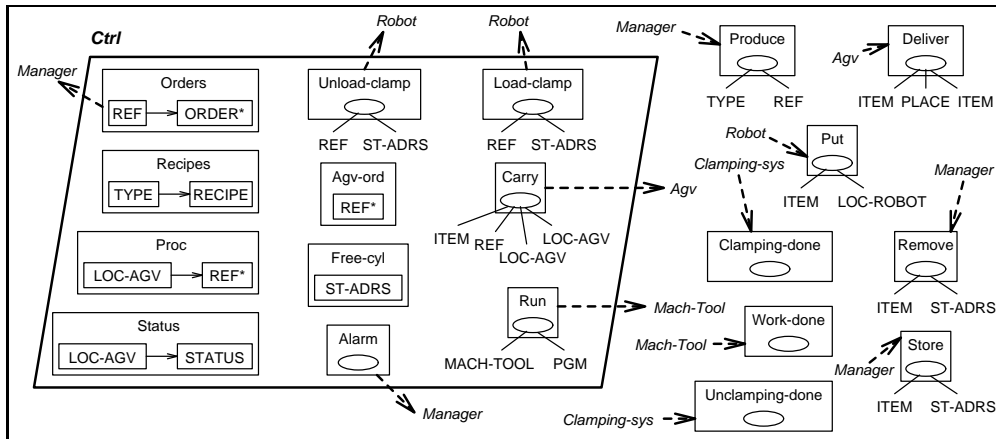 Ctrl
Manager
Orders
REF
ORDER*
Recipes
TYPE
RECIPE
Proc
LOC-AGV
REF*
Status
LOC-AGV
STATUS
Robot
Unload-clamp
REF ST-ADRS
Agv-ord
REF*
Free-cyl
ST-ADRS
Alarm
Manager
Robot
Load-clamp
REF ST-ADRS
Carry
Agv
ITEM
REF
LOC-AGV
LOC-AGV
Run
Mach-Tool
MACH-TOOL PGM
Manager
Produce
TYPE REF
Agv
Deliver
ITEM PLACE ITEM
Robot
Put
ITEM LOC-ROBOT
Clamping-sys
Clamping-done
Manager
Remove
ITEM ST-ADRS
Mach-Tool
Work-done
Manager
Store
ITEM ST-ADRS
Clamping-sys
Unclamping-done